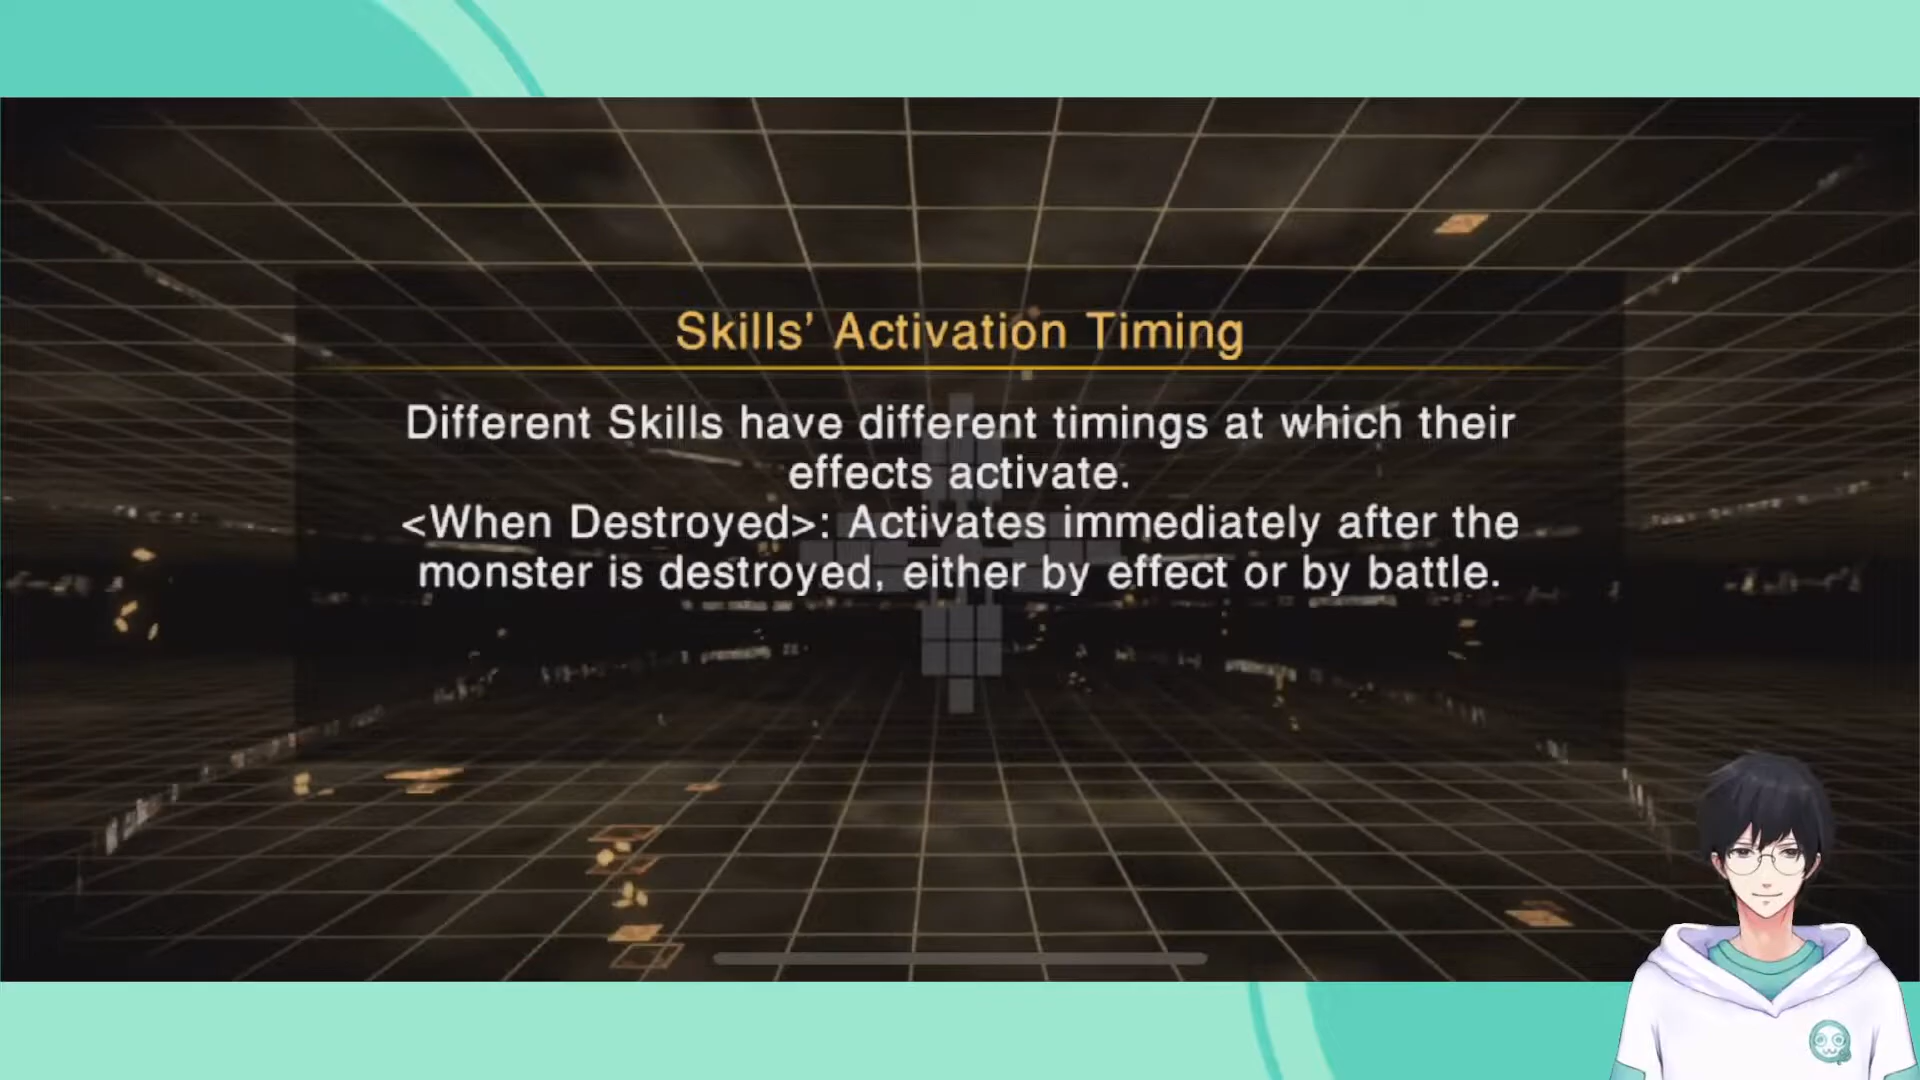 Skills’ Activation Timing
Different Skills have different timings at which their
effects activate.
<When Destroyed>: Activates immediately after the
monster is destroyed, either by effect or by battle.